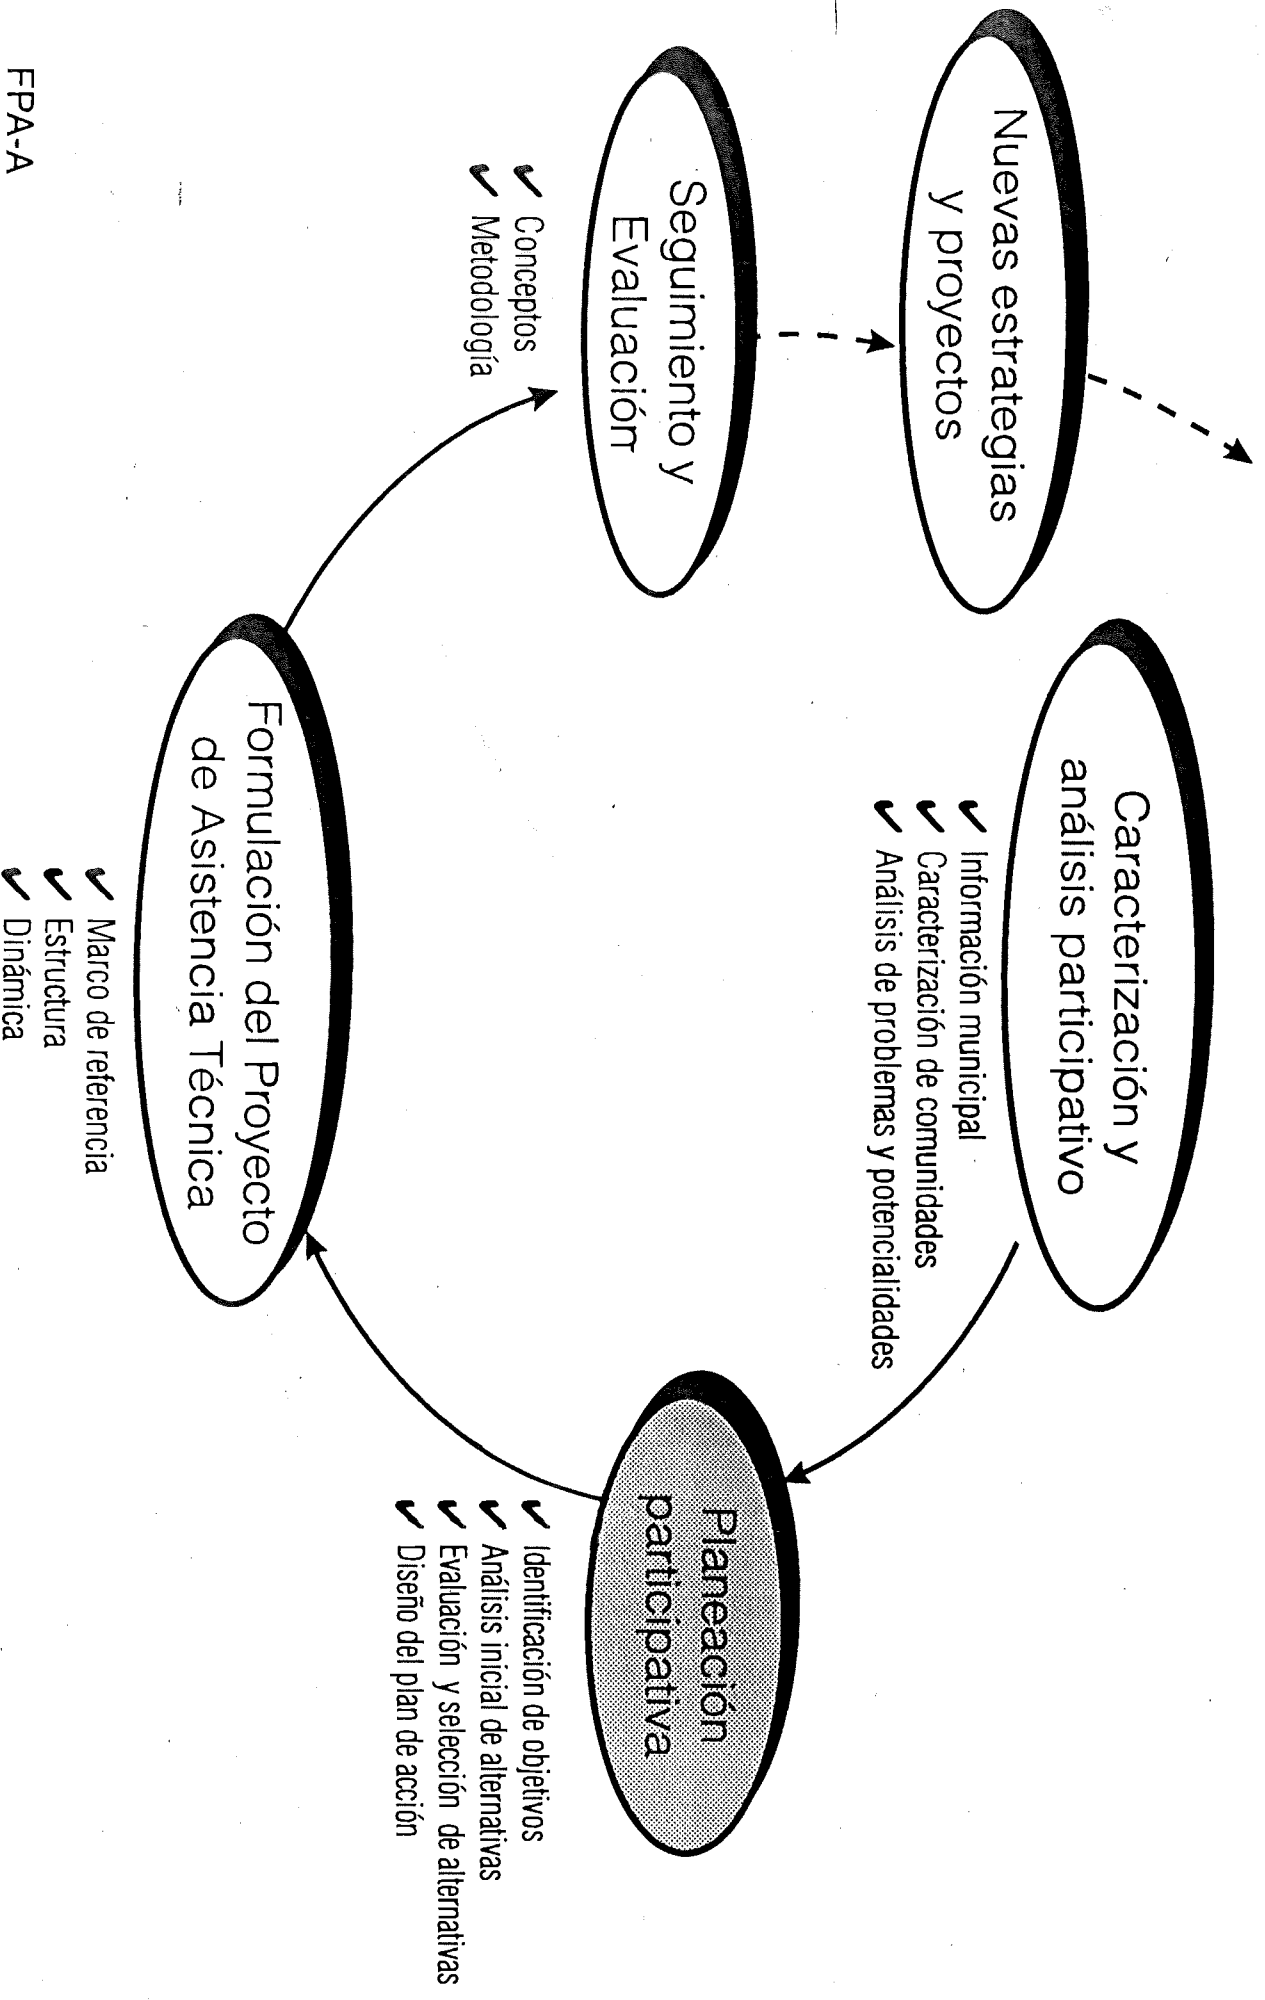 Nuevas estrategias
y proyectos
Caracterización y
análisis participativo
✔ Información municipal
✔ Caracterización de comunidades
✔ Análisis de problemas y potencialidades
Seguimiento y
Evaluación
✔ Conceptos
✔ Metodología
Planeación
participativa
✔ Identificación de objetivos
✔ Análisis inicial de alternativas
✔ Evaluación y selección de alternativas
✔ Diseño del plan de acción
Formulación del Proyecto
de Asistencia Técnica
✔ Marco de referencia
✔ Estructura
✔ Dinámica
FPA-A